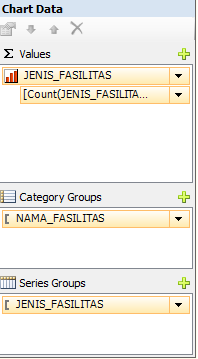 Chart Data
Σ Values
JENIS_FASILITAS
[Count(JENIS_FASILITA...
Category Groups
NAMA_FASILITAS
Series Groups
JENIS_FASILITAS